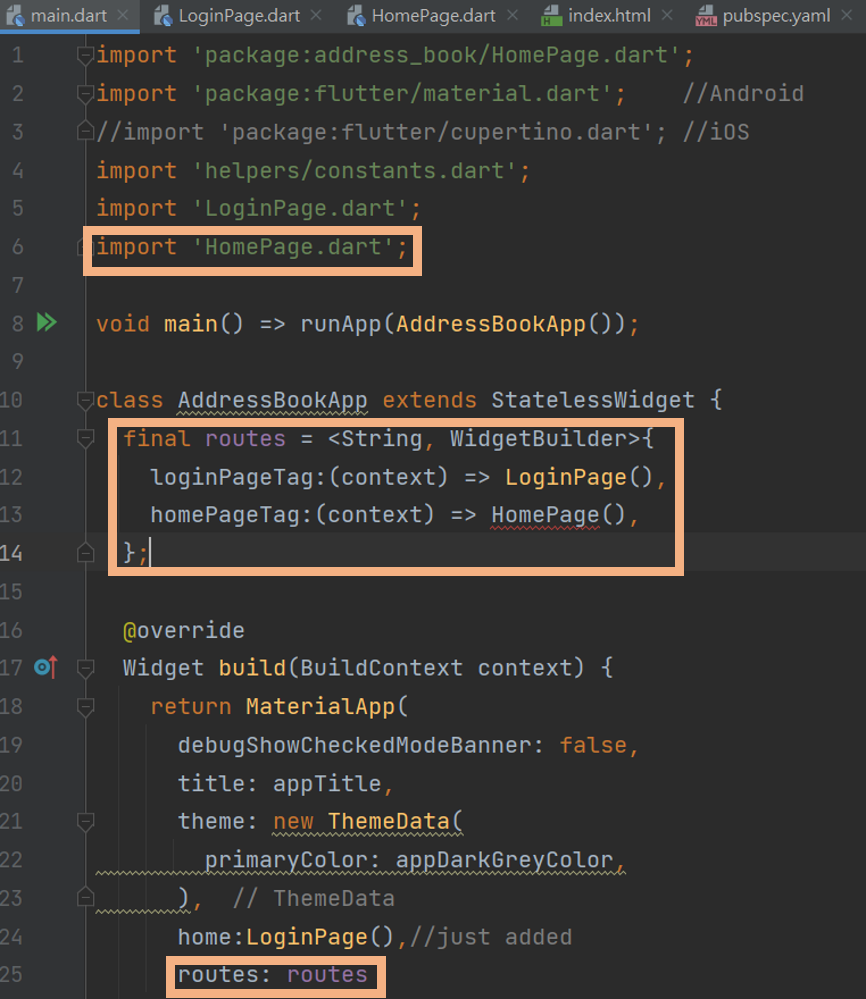 main.dart × LoginPage.dart × HomePage.dart × index.html × pubspec.yaml ×
1 import 'package:address_book/HomePage.dart';
2 import 'package:flutter/material.dart'; //Android
3 //import 'package:flutter/cupertino.dart'; //iOS
4 import 'helpers/constants.dart';
5 import 'LoginPage.dart';
6 import 'HomePage.dart';
7
8 void main() => runApp(AddressBookApp());
9
10 class AddressBookApp extends StatelessWidget {
11 final routes = <String, WidgetBuilder>{
12 loginPageTag:(context) => LoginPage(),
13 homePageTag:(context) => HomePage(),
14 };
15
16 @override
17 Widget build(BuildContext context) {
18 return MaterialApp(
19 debugShowCheckedModeBanner: false,
20 title: appTitle,
21 theme: new ThemeData(
22 primaryColor: appDarkGreyColor,
23 ), // ThemeData
24 home:LoginPage(),//just added
25 routes: routes